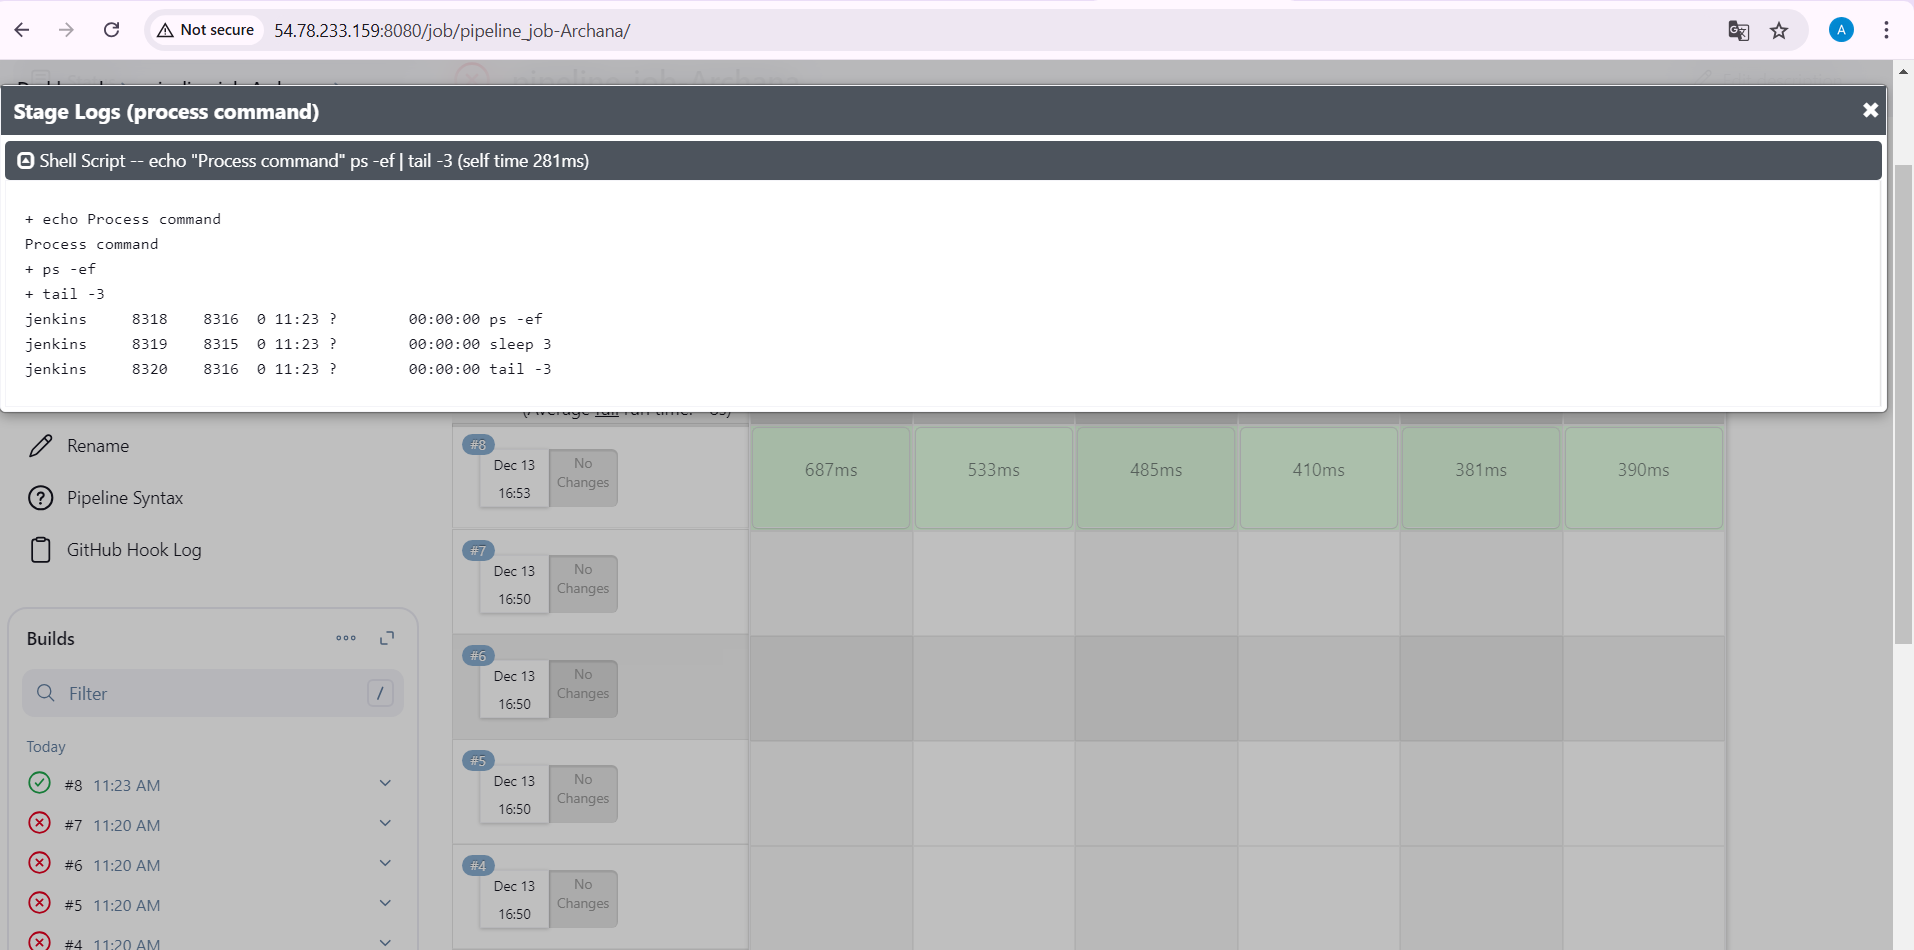 Not secure 54.78.233.159:8080/job/pipeline_job-Archana/
A
pipeline_job-Archana
Stage Logs (process command)
Shell Script -- echo "Process command" ps -ef | tail -3 (self time 281ms)
+ echo Process command
Process command
+ ps -ef
+ tail -3
jenkins     8318    8316  0 11:23 ?        00:00:00 ps -ef
jenkins     8319    8315  0 11:23 ?        00:00:00 sleep 3
jenkins     8320    8316  0 11:23 ?        00:00:00 tail -3
Rename
Pipeline Syntax
GitHub Hook Log
Builds
Filter /
Today
#8 11:23 AM
#7 11:20 AM
#6 11:20 AM
#5 11:20 AM
#4 11:20 AM
(Average full run time:
#8
Dec 13
16:53
No
Changes
687ms
533ms
485ms
410ms
381ms
390ms
#7
Dec 13
16:50
No
Changes
#6
Dec 13
16:50
No
Changes
#5
Dec 13
16:50
No
Changes
#4
Dec 13
16:50
No
Changes